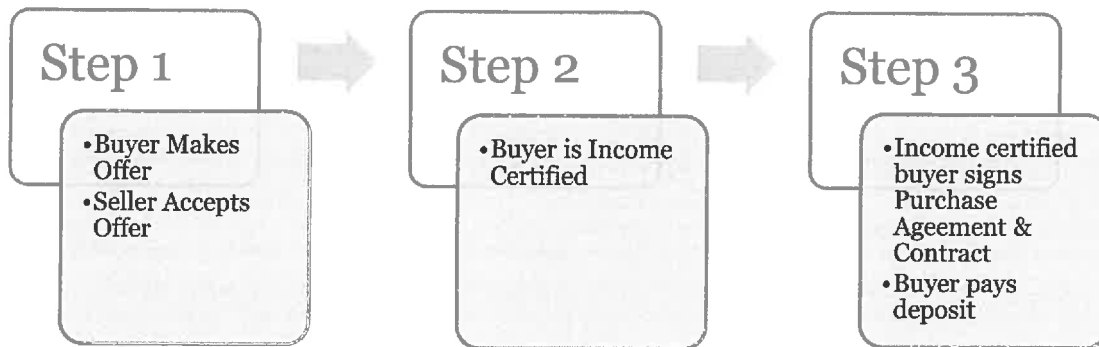 Step 1
•Buyer Makes
Offer
•Seller Accepts
Offer
Step 2
•Buyer is Income
Certified
Step 3
•Income certified
buyer signs
Purchase
Ageement &
Contract
•Buyer pays
deposit